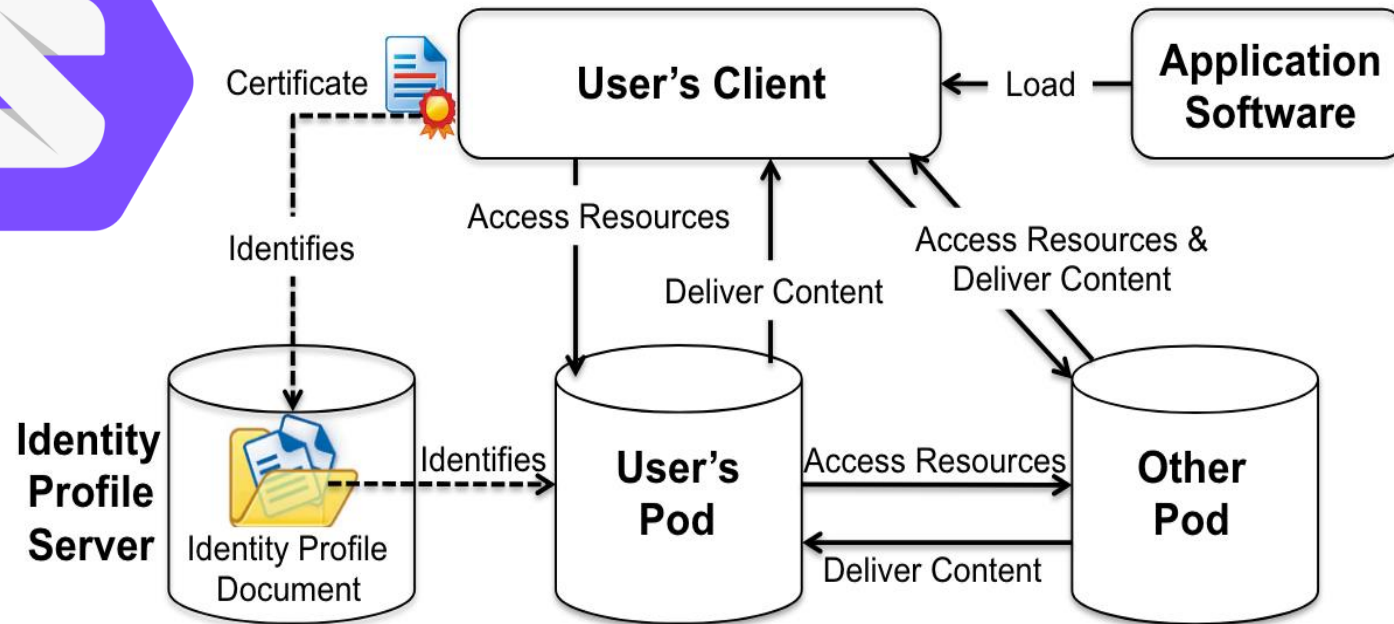 Certificate
User's Client
Load
Application
Software
Access Resources
Identifies
Deliver Content
Access Resources &
Deliver Content
Identity
Profile
Server
Identity Profile
Document
Identifies
User's
Pod
Access Resources
Deliver Content
Other
Pod